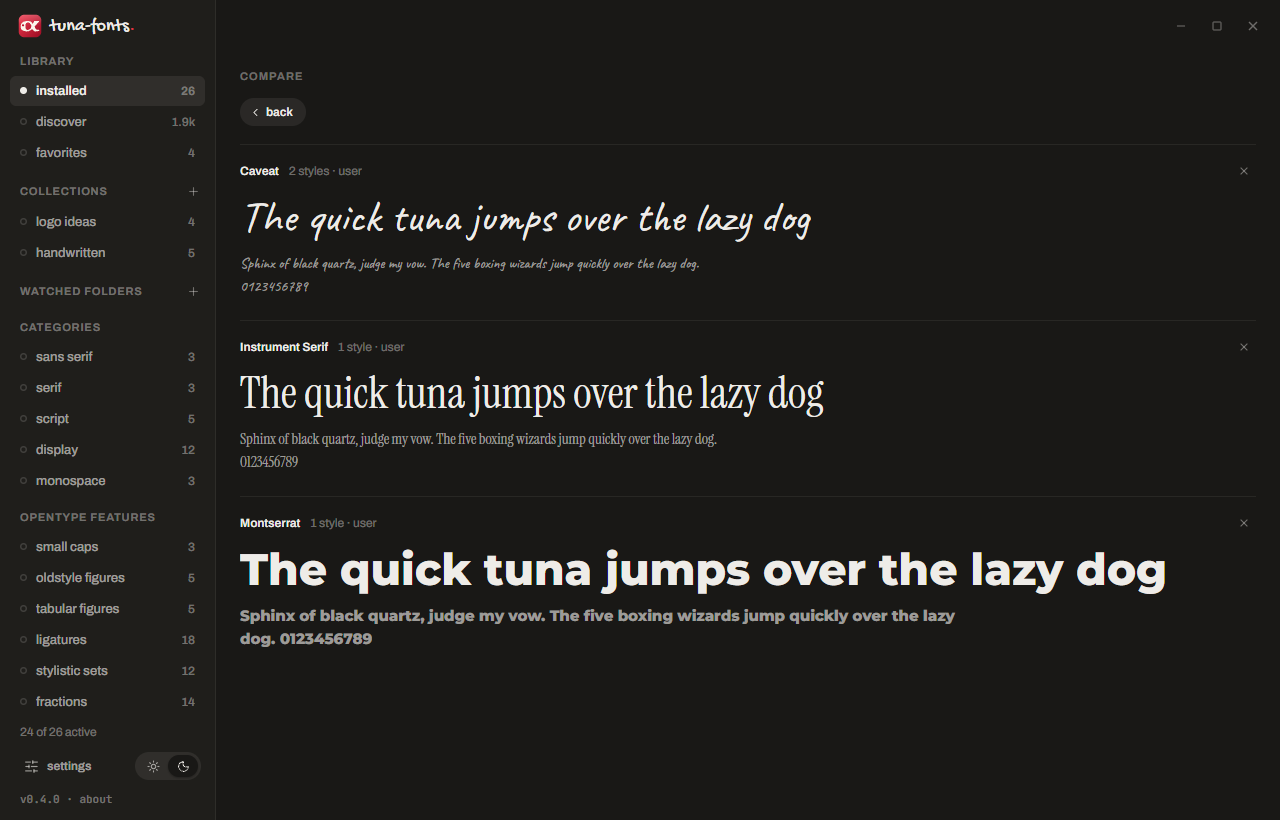 tuna-fonts
LIBRARY
installed 26
discover 1.9k
favorites 4
COLLECTIONS +
logo ideas 4
handwritten 5
WATCHED FOLDERS +
CATEGORIES
sans serif 3
serif 3
script 5
display 12
monospace 3
OPENTYPE FEATURES
small caps 3
oldstyle figures 5
tabular figures 5
ligatures 18
stylistic sets 12
fractions 14
24 of 26 active
settings
v0.4.0 · about
COMPARE
back
Caveat 2 styles · user
The quick tuna jumps over the lazy dog
Sphinx of black quartz, judge my vow. The five boxing wizards jump quickly over the lazy dog.
0123456789
Instrument Serif 1 style · user
The quick tuna jumps over the lazy dog
Sphinx of black quartz, judge my vow. The five boxing wizards jump quickly over the lazy dog.
0123456789
Montserrat 1 style · user
The quick tuna jumps over the lazy dog
Sphinx of black quartz, judge my vow. The five boxing wizards jump quickly over the lazy
dog. 0123456789